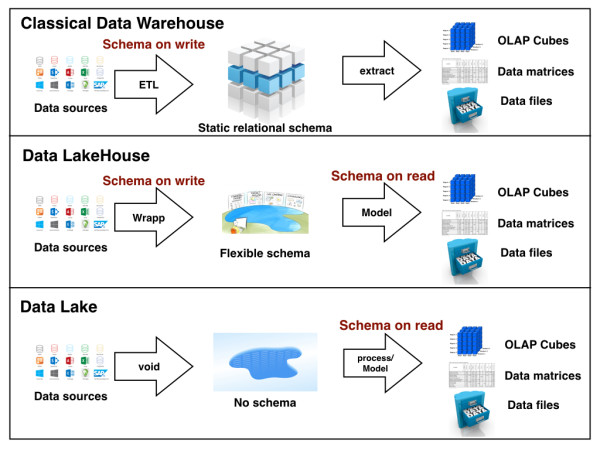 Classical Data Warehouse
Schema on write
ETL
extract
Data sources
Static relational schema
OLAP Cubes
Data matrices
Data files
Data LakeHouse
Schema on write
Schema on read
Wrapp
Model
Data sources
Flexible schema
OLAP Cubes
Data matrices
Data files
Data Lake
Schema on read
void
process/
Model
Data sources
No schema
OLAP Cubes
Data matrices
Data files